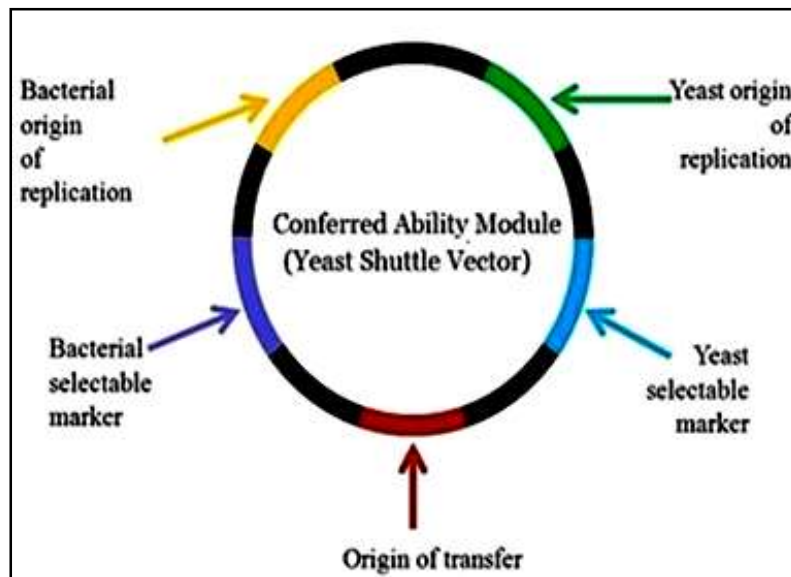 Bacterial
origin
of
replication
Yeast origin
of
replication
Conferred Ability Module
(Yeast Shuttle Vector)
Bacterial
selectable
marker
Yeast
selectable
marker
Origin of transfer